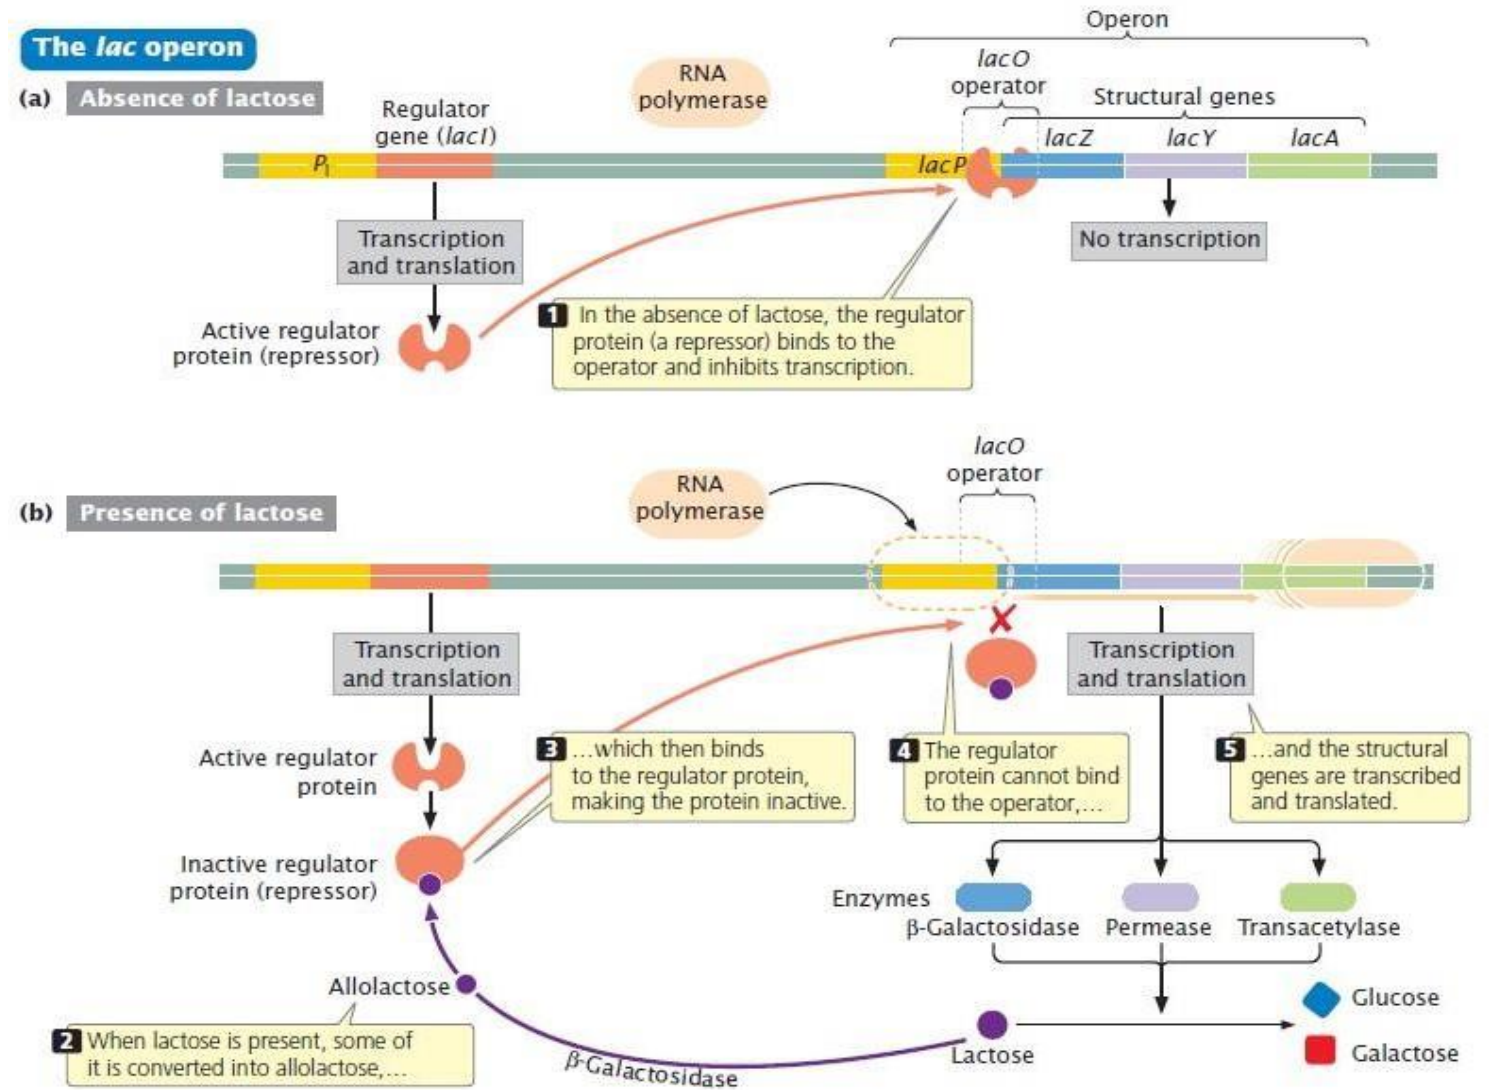 The lac operon
(a) Absence of lactose
Operon
lacO
operator
Structural genes
RNA
polymerase
Regulator
gene (lacI)
lacZ
lacY
lacA
PI
lacP
Transcription
and translation
No transcription
Active regulator
protein (repressor)
1 In the absence of lactose, the regulator
protein (a repressor) binds to the
operator and inhibits transcription.
(b) Presence of lactose
RNA
polymerase
lacO
operator
Transcription
and translation
Transcription
and translation
Active regulator
protein
3 …which then binds
to the regulator protein,
making the protein inactive.
4 The regulator
protein cannot bind
to the operator,…
5 …and the structural
genes are transcribed
and translated.
Inactive regulator
protein (repressor)
Enzymes
β-Galactosidase
Permease
Transacetylase
Allolactose
2 When lactose is present, some of
it is converted into allolactose,…
β-Galactosidase
Lactose
Glucose
Galactose